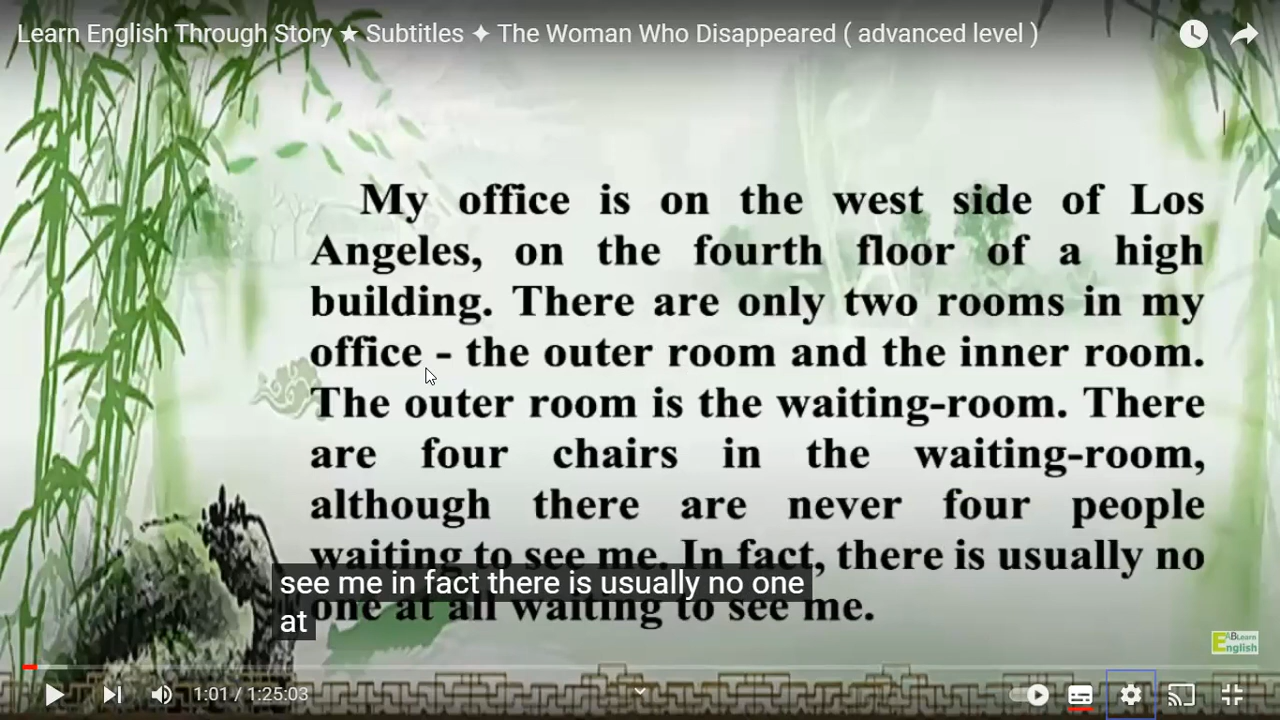 Learn English Through Story ★ Subtitles ✦ The Woman Who Disappeared ( advanced level )
My office is on the west side of Los
Angeles, on the fourth floor of a high
building. There are only two rooms in my
office - the outer room and the inner room.
The outer room is the waiting-room. There
are four chairs in the waiting-room,
although there are never four people
waiting to see me. In fact, there is usually no
one at all waiting to see me.
see me in fact there is usually no one
at
EABLearn
English
1:01 / 1:25:03